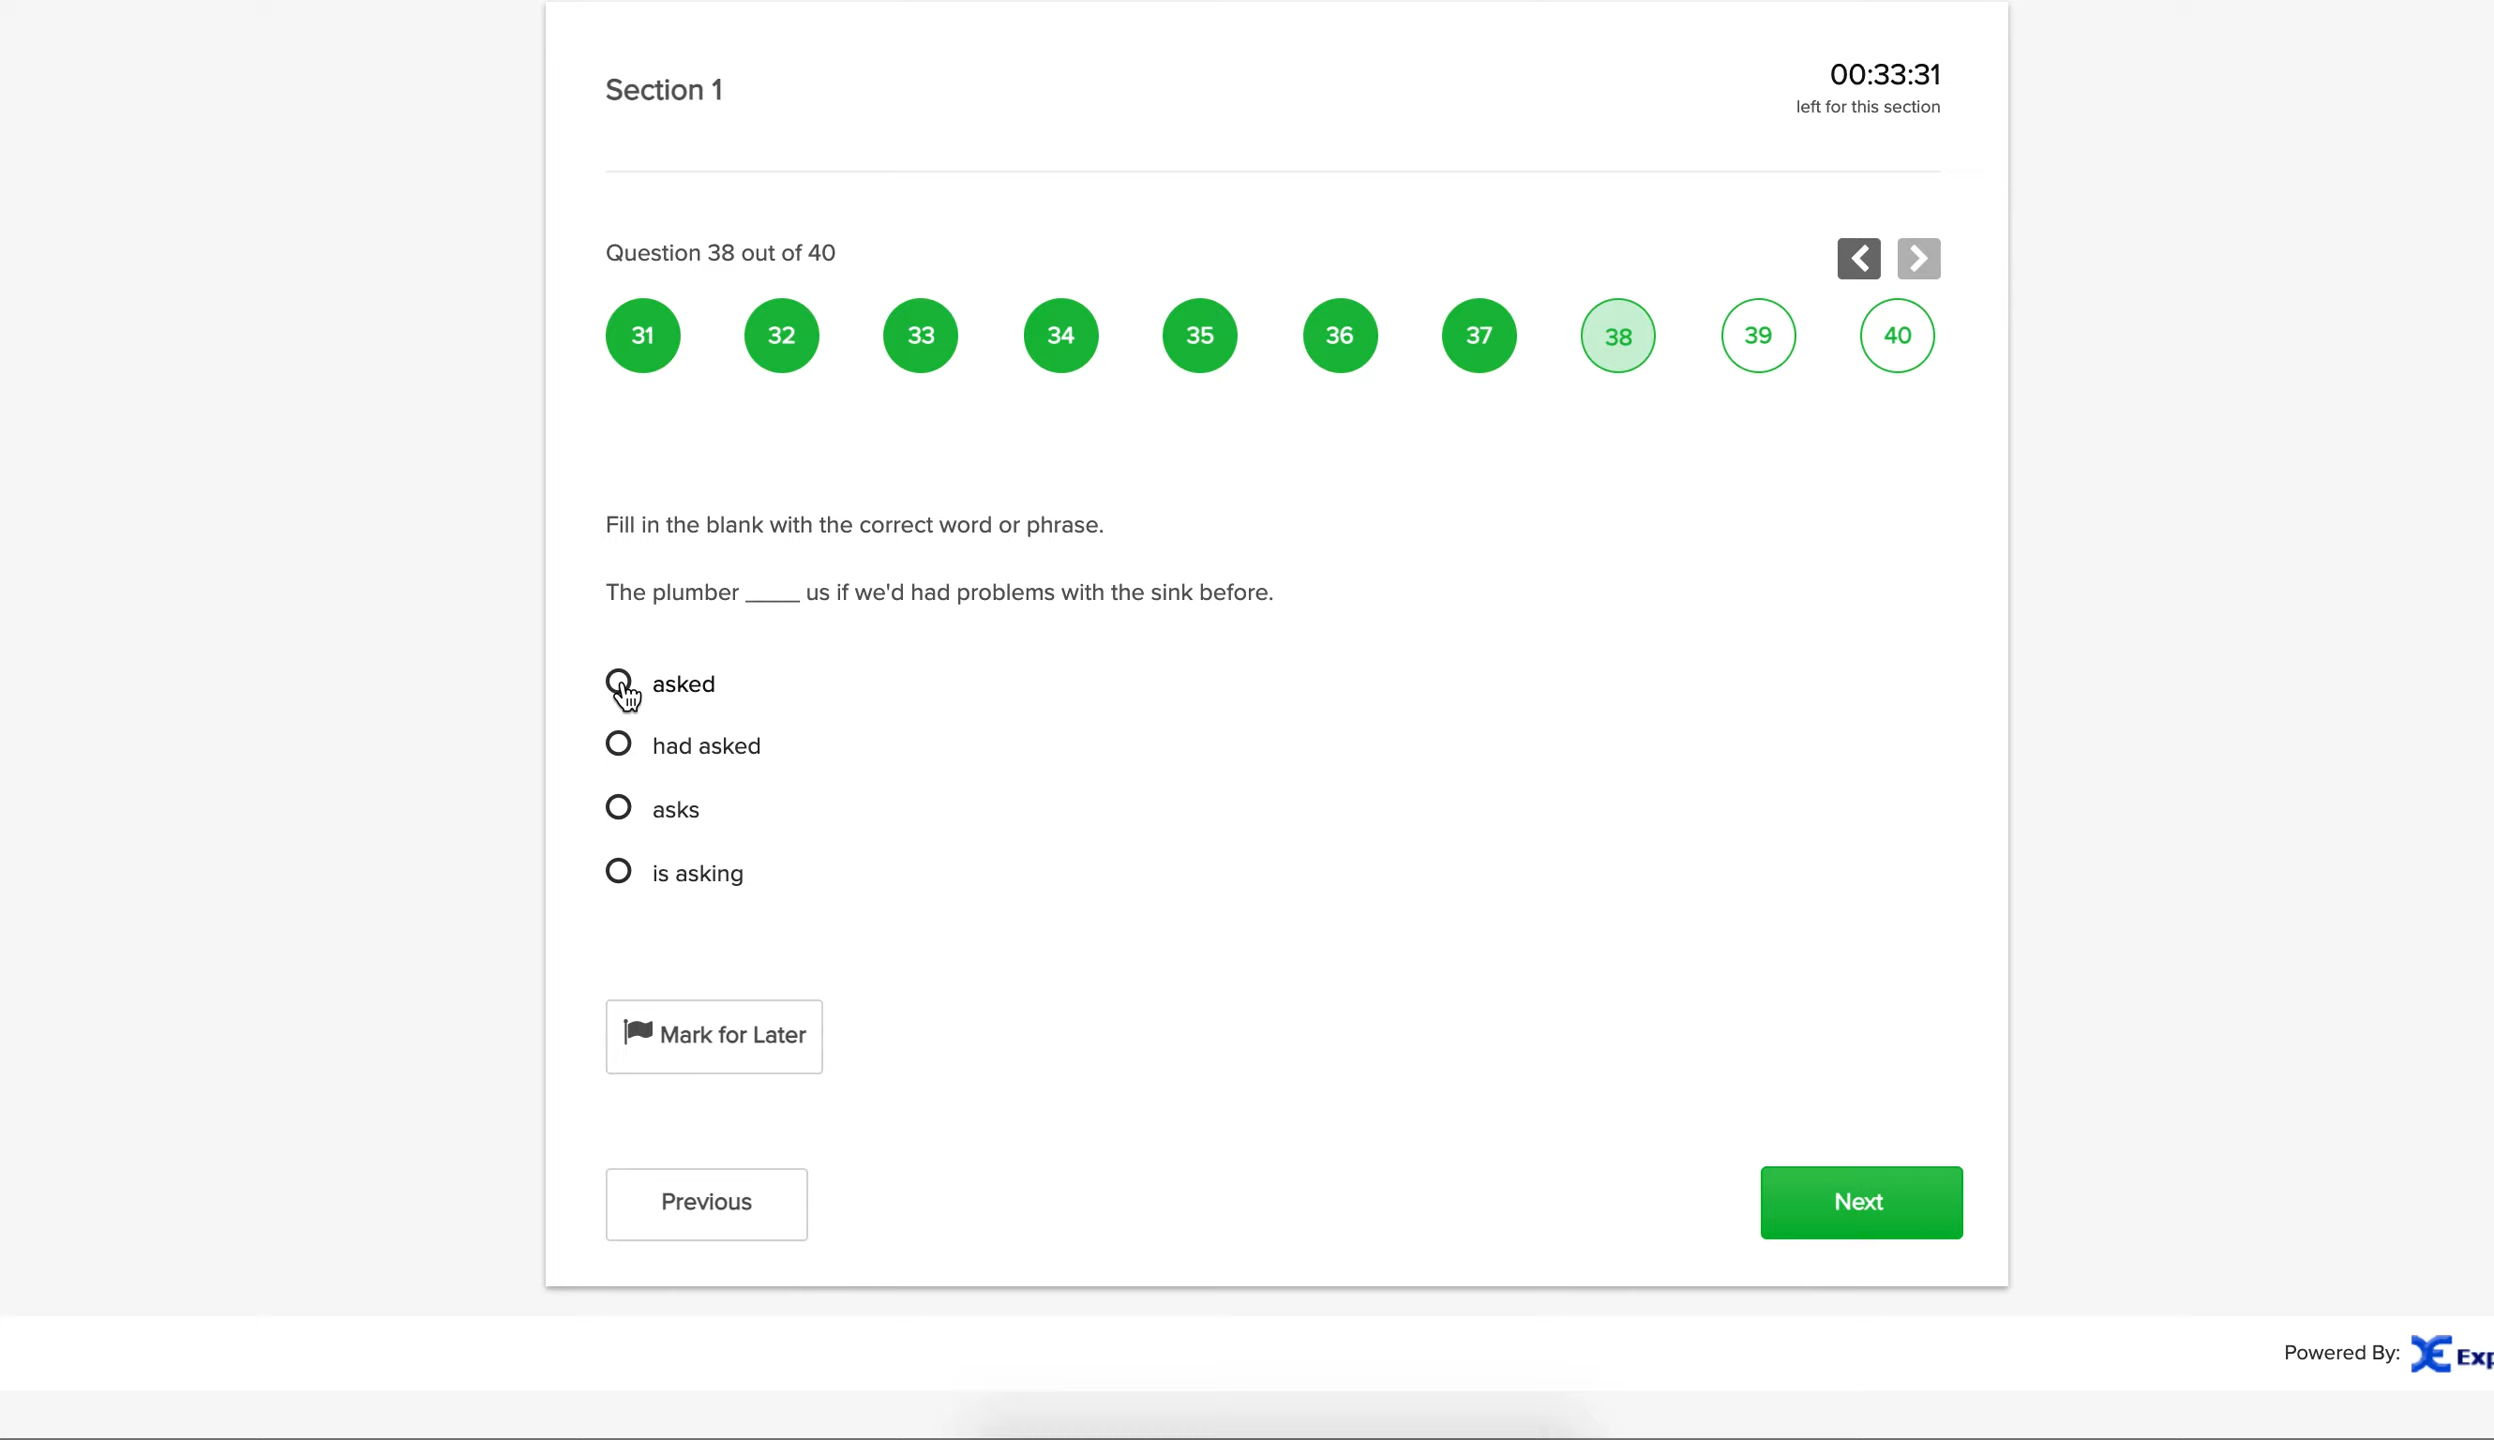 Section 1
00:33:31
left for this section
Question 38 out of 40
31 32 33 34 35 36 37 38 39 40
Fill in the blank with the correct word or phrase.
The plumber ____ us if we'd had problems with the sink before.
asked
had asked
asks
is asking
Mark for Later
Previous
Next
Powered By:
Exp